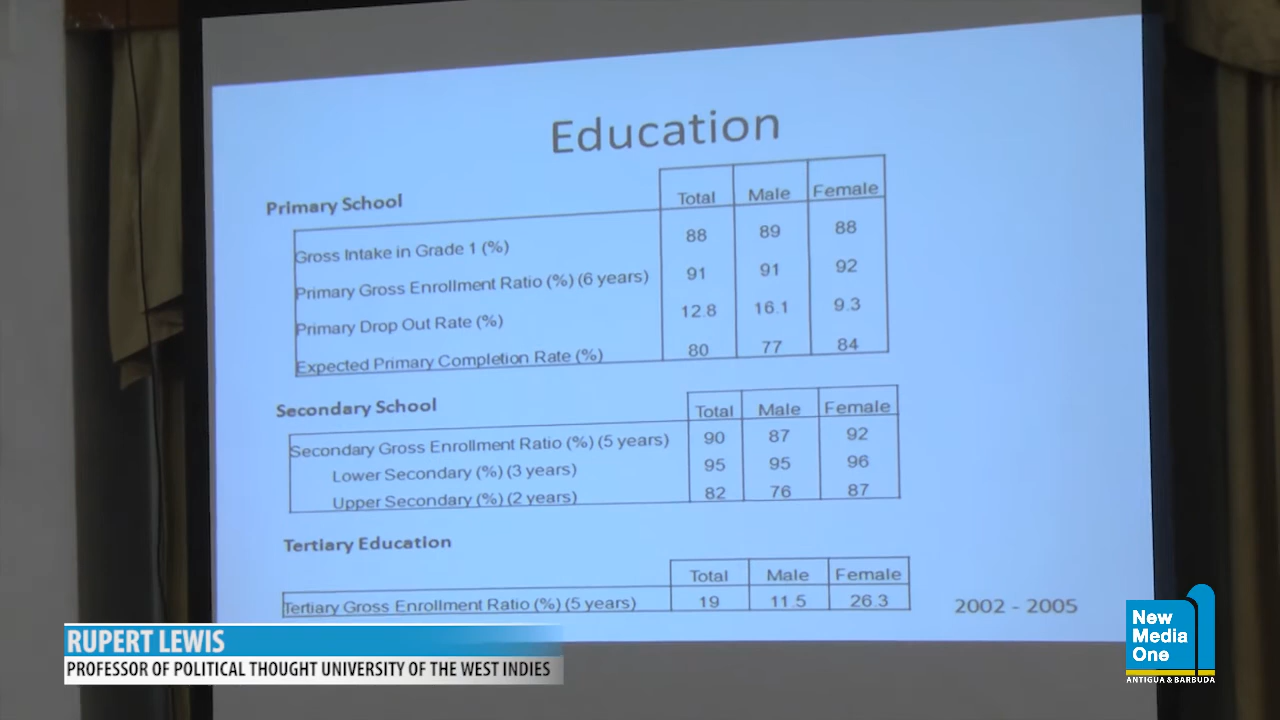 Education
Primary School
Total Male Female
Gross Intake in Grade 1 (%) 88 89 88
Primary Gross Enrollment Ratio (%) (6 years) 91 91 92
Primary Drop Out Rate (%) 12.8 16.1 9.3
Expected Primary Completion Rate (%) 80 77 84
Secondary School
Total Male Female
Secondary Gross Enrollment Ratio (%) (5 years) 90 87 92
Lower Secondary (%) (3 years) 95 95 96
Upper Secondary (%) (2 years) 82 76 87
Tertiary Education
Total Male Female
Tertiary Gross Enrollment Ratio (%) (5 years) 19 11.5 26.3
2002 - 2005
RUPERT LEWIS
PROFESSOR OF POLITICAL THOUGHT UNIVERSITY OF THE WEST INDIES
New
Media
One
ANTIGUA & BARBUDA